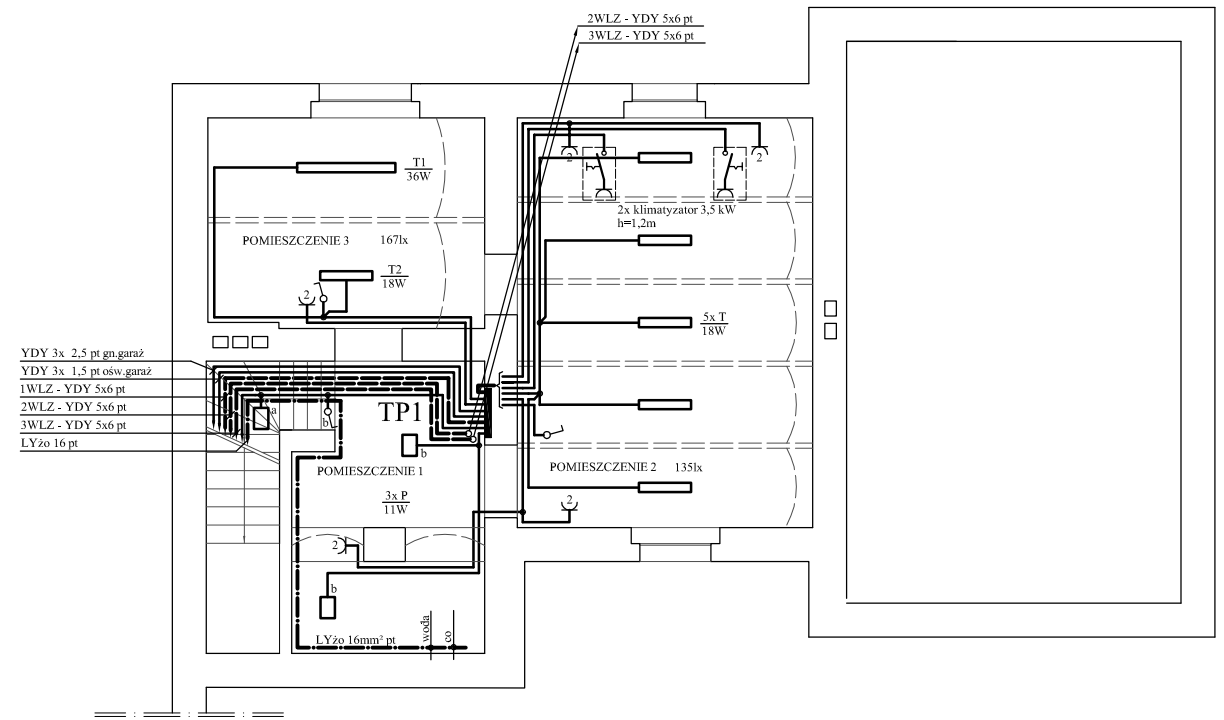 2WLZ - YDY 5x6 pt
3WLZ - YDY 5x6 pt
T1
36W
2
2
2x klimatyzator 3,5 kW
h=1,2m
POMIESZCZENIE 3 167lx
T2
18W
2
5x T
18W
YDY 3x 2,5 pt gn.garaż
YDY 3x 1,5 pt ośw.garaż
1WLZ - YDY 5x6 pt
2WLZ - YDY 5x6 pt
3WLZ - YDY 5x6 pt
LYżo 16 pt
a
b
TP1
b
POMIESZCZENIE 1
POMIESZCZENIE 2 135lx
3x P
11W
2
2
b
LYżo 16mm² pt
woda
co